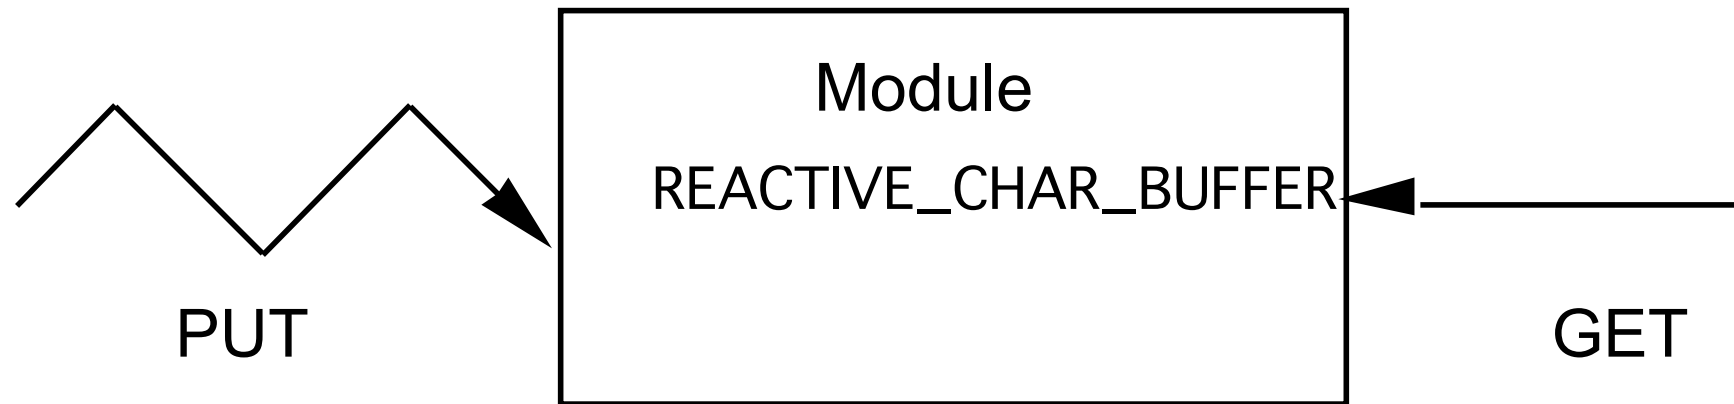 Module
REACTIVE_CHAR_BUFFER
PUT
GET